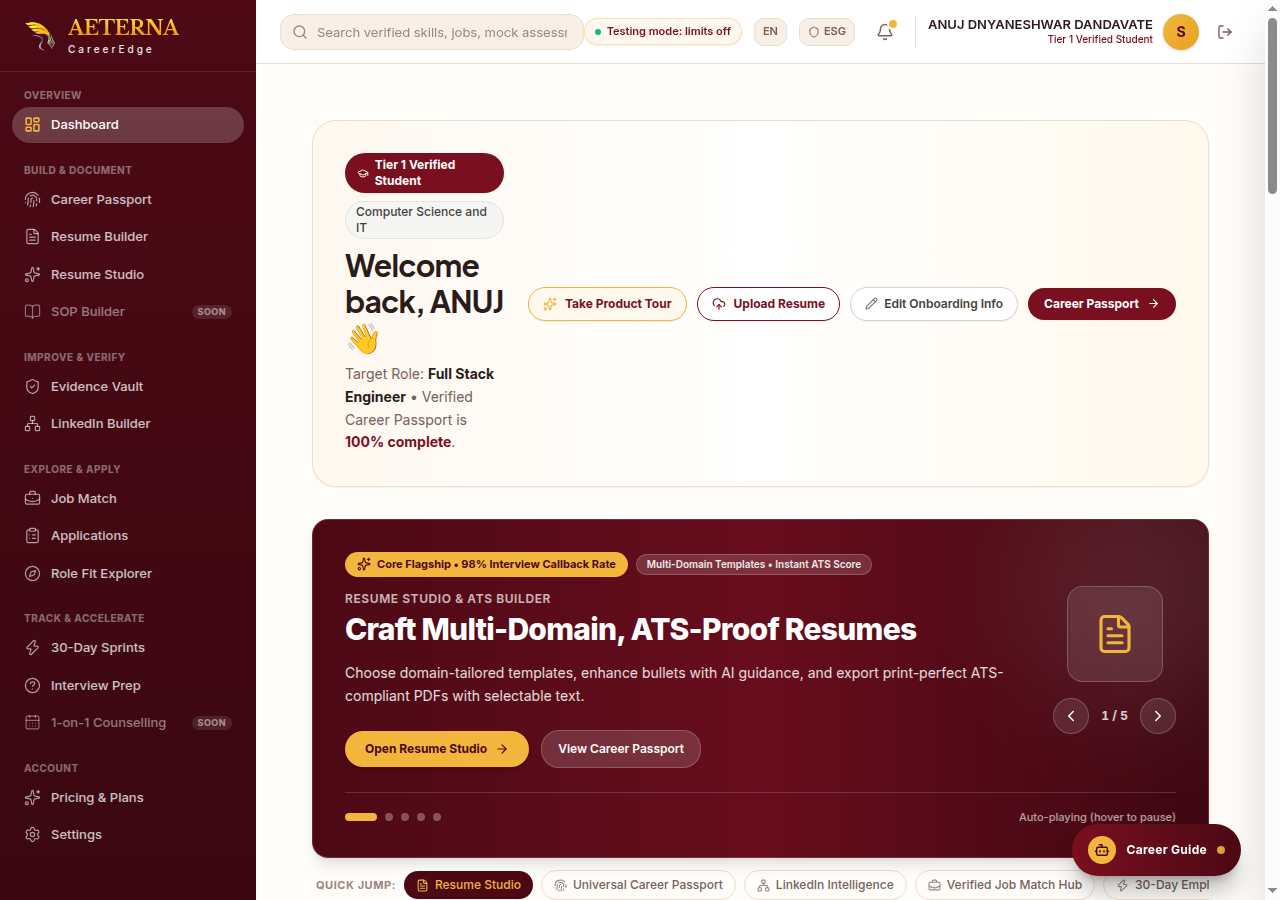 AETERNA
CareerEdge
OVERVIEW
Dashboard
BUILD & DOCUMENT
Career Passport
Resume Builder
Resume Studio
SOP Builder SOON
IMPROVE & VERIFY
Evidence Vault
LinkedIn Builder
EXPLORE & APPLY
Job Match
Applications
Role Fit Explorer
TRACK & ACCELERATE
30-Day Sprints
Interview Prep
1-on-1 Counselling SOON
ACCOUNT
Pricing & Plans
Settings
Search verified skills, jobs, mock assessi
Testing mode: limits off
EN
ESG
ANUJ DNYANESHWAR DANDAVATE
Tier 1 Verified Student
S
Tier 1 Verified
Student
Computer Science and
IT
Welcome
back, ANUJ
👋
Target Role: Full Stack
Engineer • Verified
Career Passport is
100% complete.
Take Product Tour
Upload Resume
Edit Onboarding Info
Career Passport
Core Flagship • 98% Interview Callback Rate
Multi-Domain Templates • Instant ATS Score
RESUME STUDIO & ATS BUILDER
Craft Multi-Domain, ATS-Proof Resumes
Choose domain-tailored templates, enhance bullets with AI guidance, and export print-perfect ATS-
compliant PDFs with selectable text.
1 / 5
Open Resume Studio
View Career Passport
Auto-playing (hover to pause)
Career Guide
QUICK JUMP:
Resume Studio
Universal Career Passport
LinkedIn Intelligence
Verified Job Match Hub
30-Day Empl